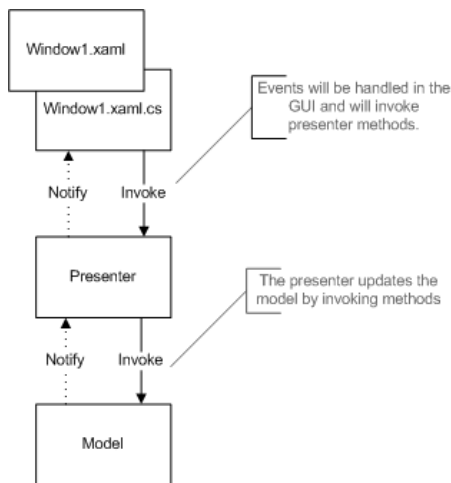 Window1.xaml
Window1.xaml.cs
Events will be handled in the
GUI and will invoke
presenter methods.
Notify
Invoke
Presenter
The presenter updates the
model by invoking methods
Notify
Invoke
Model